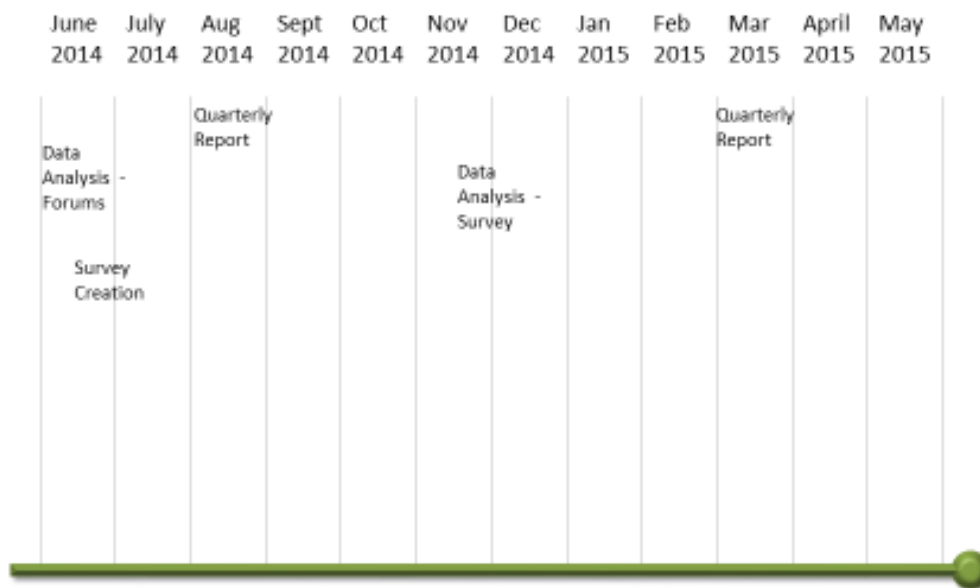 June July Aug Sept Oct Nov Dec Jan Feb Mar April May
2014 2014 2014 2014 2014 2014 2014 2015 2015 2015 2015 2015
Quarterly
Report
Quarterly
Report
Data
Analysis -
Forums
Data
Analysis -
Survey
Survey
Creation